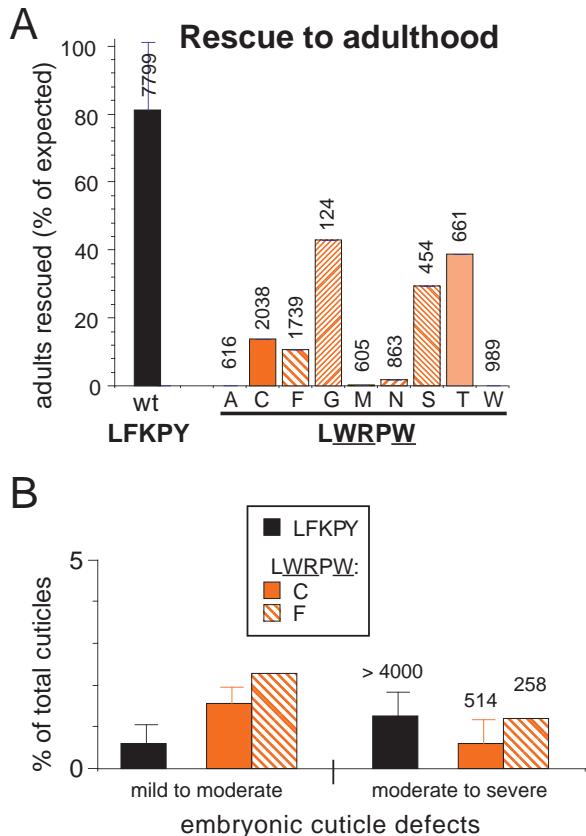 A
Rescue to adulthood
adults rescued (% of expected)
100
80
60
40
20
0
7799
616
2038
1739
124
605
863
454
661
989
wt
A C F G M N S T W
LFKPY
LWRPW
B
LFKPY
LWRPW:
C
F
% of total cuticles
5
0
> 4000
514
258
mild to moderate
moderate to severe
embryonic cuticle defects